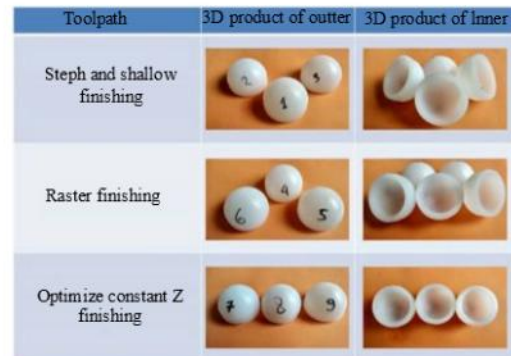 Toolpath 3D product of outter 3D product of Inner
Steph and shallow
finishing
2 3
1
Raster finishing
4
6 5
Optimize constant Z
finishing
7 8 9